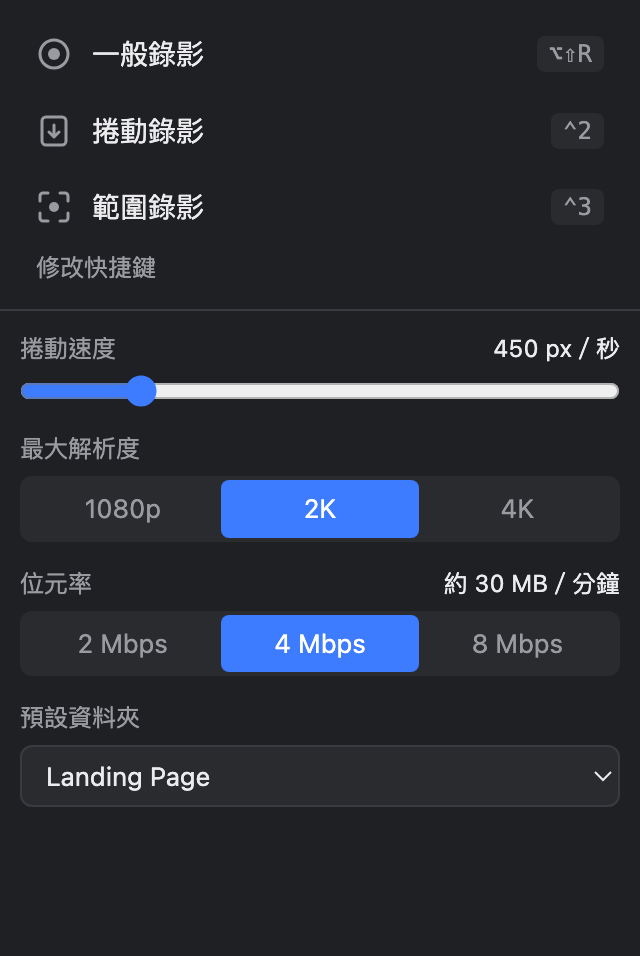 一般錄影 ⌥⇧R
捲動錄影 ^2
範圍錄影 ^3
修改快捷鍵
捲動速度 450 px / 秒
最大解析度
1080p 2K 4K
位元率 約 30 MB / 分鐘
2 Mbps 4 Mbps 8 Mbps
預設資料夾
Landing Page